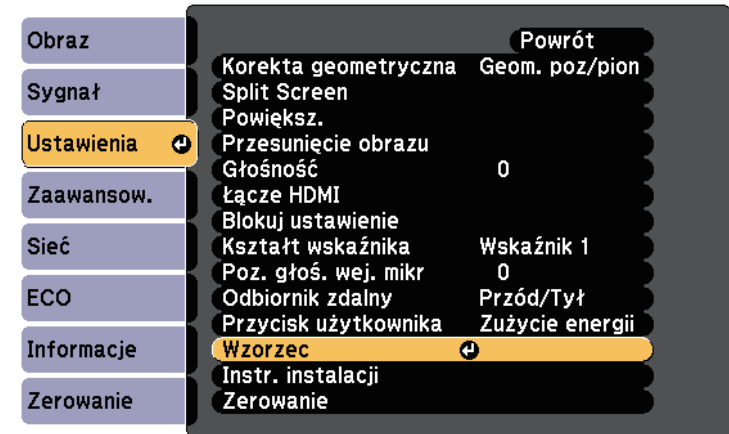 Obraz
Sygnał
Ustawienia
Zaawansow.
Sieć
ECO
Informacje
Zerowanie
Powrót
Korekta geometryczna Geom. poz/pion
Split Screen
Powiększ.
Przesunięcie obrazu
Głośność 0
Łącze HDMI
Blokuj ustawienie
Kształt wskaźnika Wskaźnik 1
Poz. głoś. wej. mikr 0
Odbiornik zdalny Przód/Tył
Przycisk użytkownika Zużycie energii
Wzorzec
Instr. instalacji
Zerowanie